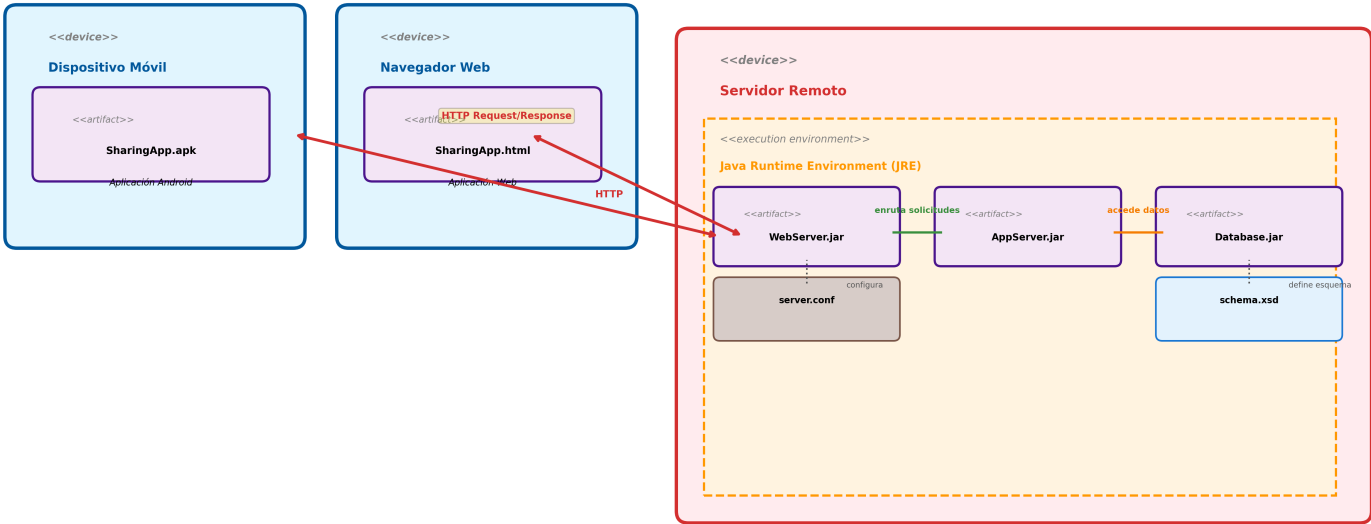 <<device>>
Dispositivo Móvil
<<artifact>>
SharingApp.apk
Aplicación Android
<<device>>
Navegador Web
<<artifact>>
HTTP Request/Response
SharingApp.html
Aplicación Web
HTTP
<<device>>
Servidor Remoto
<<execution environment>>
Java Runtime Environment (JRE)
<<artifact>>
WebServer.jar
enruta solicitudes
<<artifact>>
AppServer.jar
accede datos
<<artifact>>
Database.jar
configura
server.conf
define esquema
schema.xsd